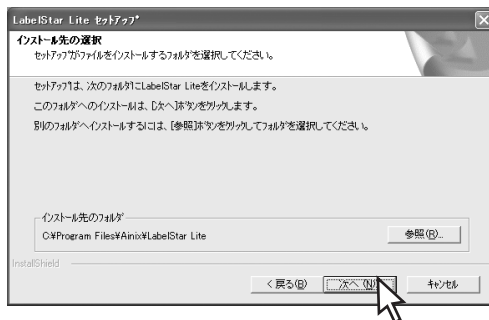 LabelStar Lite ｾｯﾄｱｯﾌﾟ
インストール先の選択
ｾｯﾄｱｯﾌﾟがﾌｧｲﾙをｲﾝｽﾄｰﾙするﾌｫﾙﾀﾞを選択してください。
ｾｯﾄｱｯﾌﾟは、次のﾌｫﾙﾀﾞにLabelStar Liteをｲﾝｽﾄｰﾙします。
このﾌｫﾙﾀﾞへのｲﾝｽﾄｰﾙは、[次へ]ﾎﾞﾀﾝをｸﾘｯｸします。
別のﾌｫﾙﾀﾞへｲﾝｽﾄｰﾙするには、[参照]ﾎﾞﾀﾝをｸﾘｯｸしてﾌｫﾙﾀﾞを選択してください。
ｲﾝｽﾄｰﾙ先のﾌｫﾙﾀﾞ
C:¥Program Files¥Ainix¥LabelStar Lite
参照(R)...
InstallShield
< 戻る(B)
次へ (N)
ｷｬﾝｾﾙ